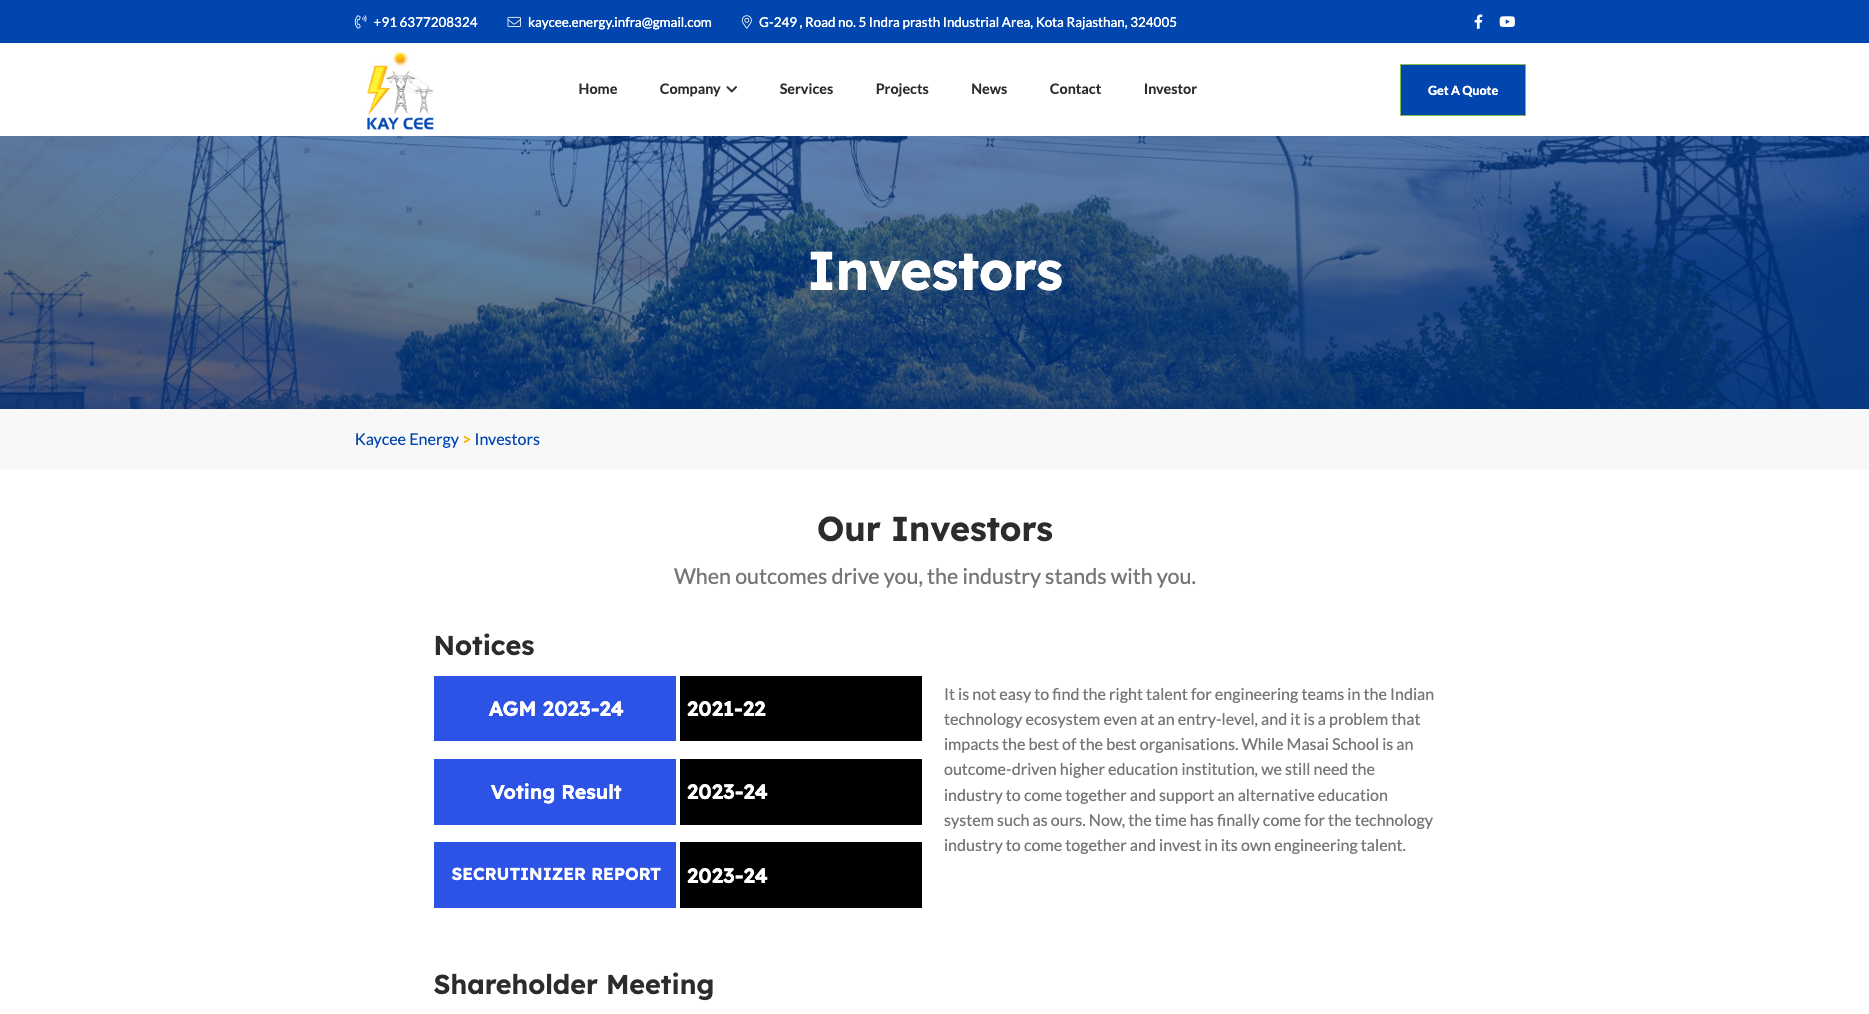 +91 6377208324
kaycee.energy.infra@gmail.com
G-249 , Road no. 5 Indra prasth Industrial Area, Kota Rajasthan, 324005
KAY CEE
Home
Company
Services
Projects
News
Contact
Investor
Get A Quote
Investors
Kaycee Energy > Investors
Our Investors
When outcomes drive you, the industry stands with you.
Notices
AGM 2023-24
2021-22
Voting Result
2023-24
SECRUTINIZER REPORT
2023-24
It is not easy to find the right talent for engineering teams in the Indian
technology ecosystem even at an entry-level, and it is a problem that
impacts the best of the best organisations. While Masai School is an
outcome-driven higher education institution, we still need the
industry to come together and support an alternative education
system such as ours. Now, the time has finally come for the technology
industry to come together and invest in its own engineering talent.
Shareholder Meeting